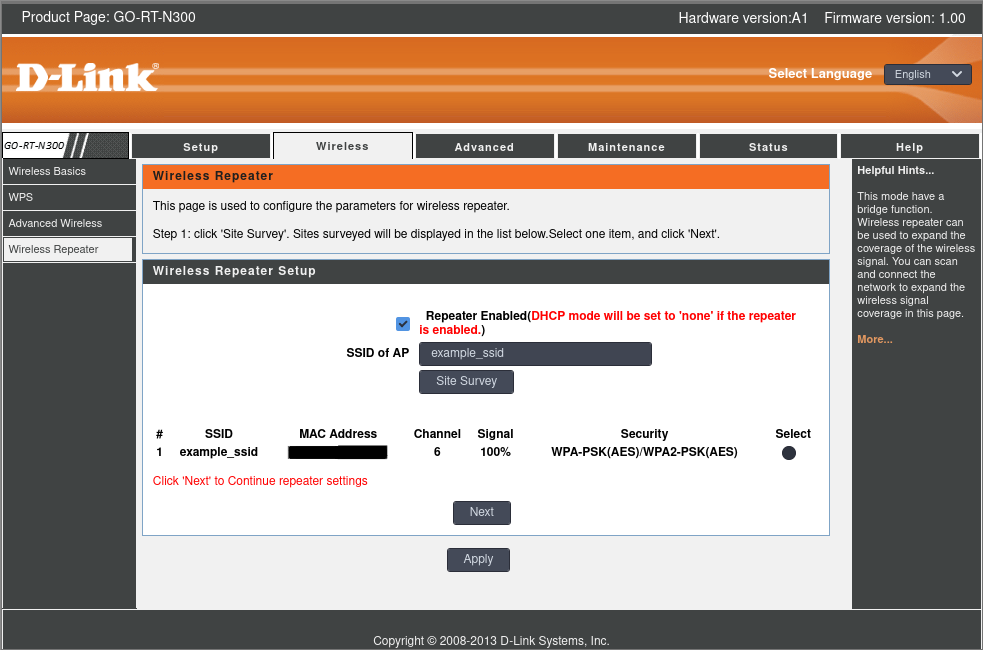 Product Page: GO-RT-N300 Hardware version:A1 Firmware version: 1.00
D-Link®
Select Language English
GO-RT-N300 Setup Wireless Advanced Maintenance Status Help
Wireless Basics
WPS
Advanced Wireless
Wireless Repeater
Wireless Repeater
This page is used to configure the parameters for wireless repeater.
Step 1: click 'Site Survey'. Sites surveyed will be displayed in the list below.Select one item, and click 'Next'.
Wireless Repeater Setup
Repeater Enabled(DHCP mode will be set to 'none' if the repeater
is enabled.)
SSID of AP example_ssid
Site Survey
# SSID MAC Address Channel Signal Security Select
1 example_ssid 6 100% WPA-PSK(AES)/WPA2-PSK(AES)
Click 'Next' to Continue repeater settings
Next
Apply
Helpful Hints...
This mode have a
bridge function.
Wireless repeater can
be used to expand the
coverage of the wireless
signal. You can scan
and connect the
network to expand the
wireless signal
coverage in this page.
More...
Copyright © 2008-2013 D-Link Systems, Inc.